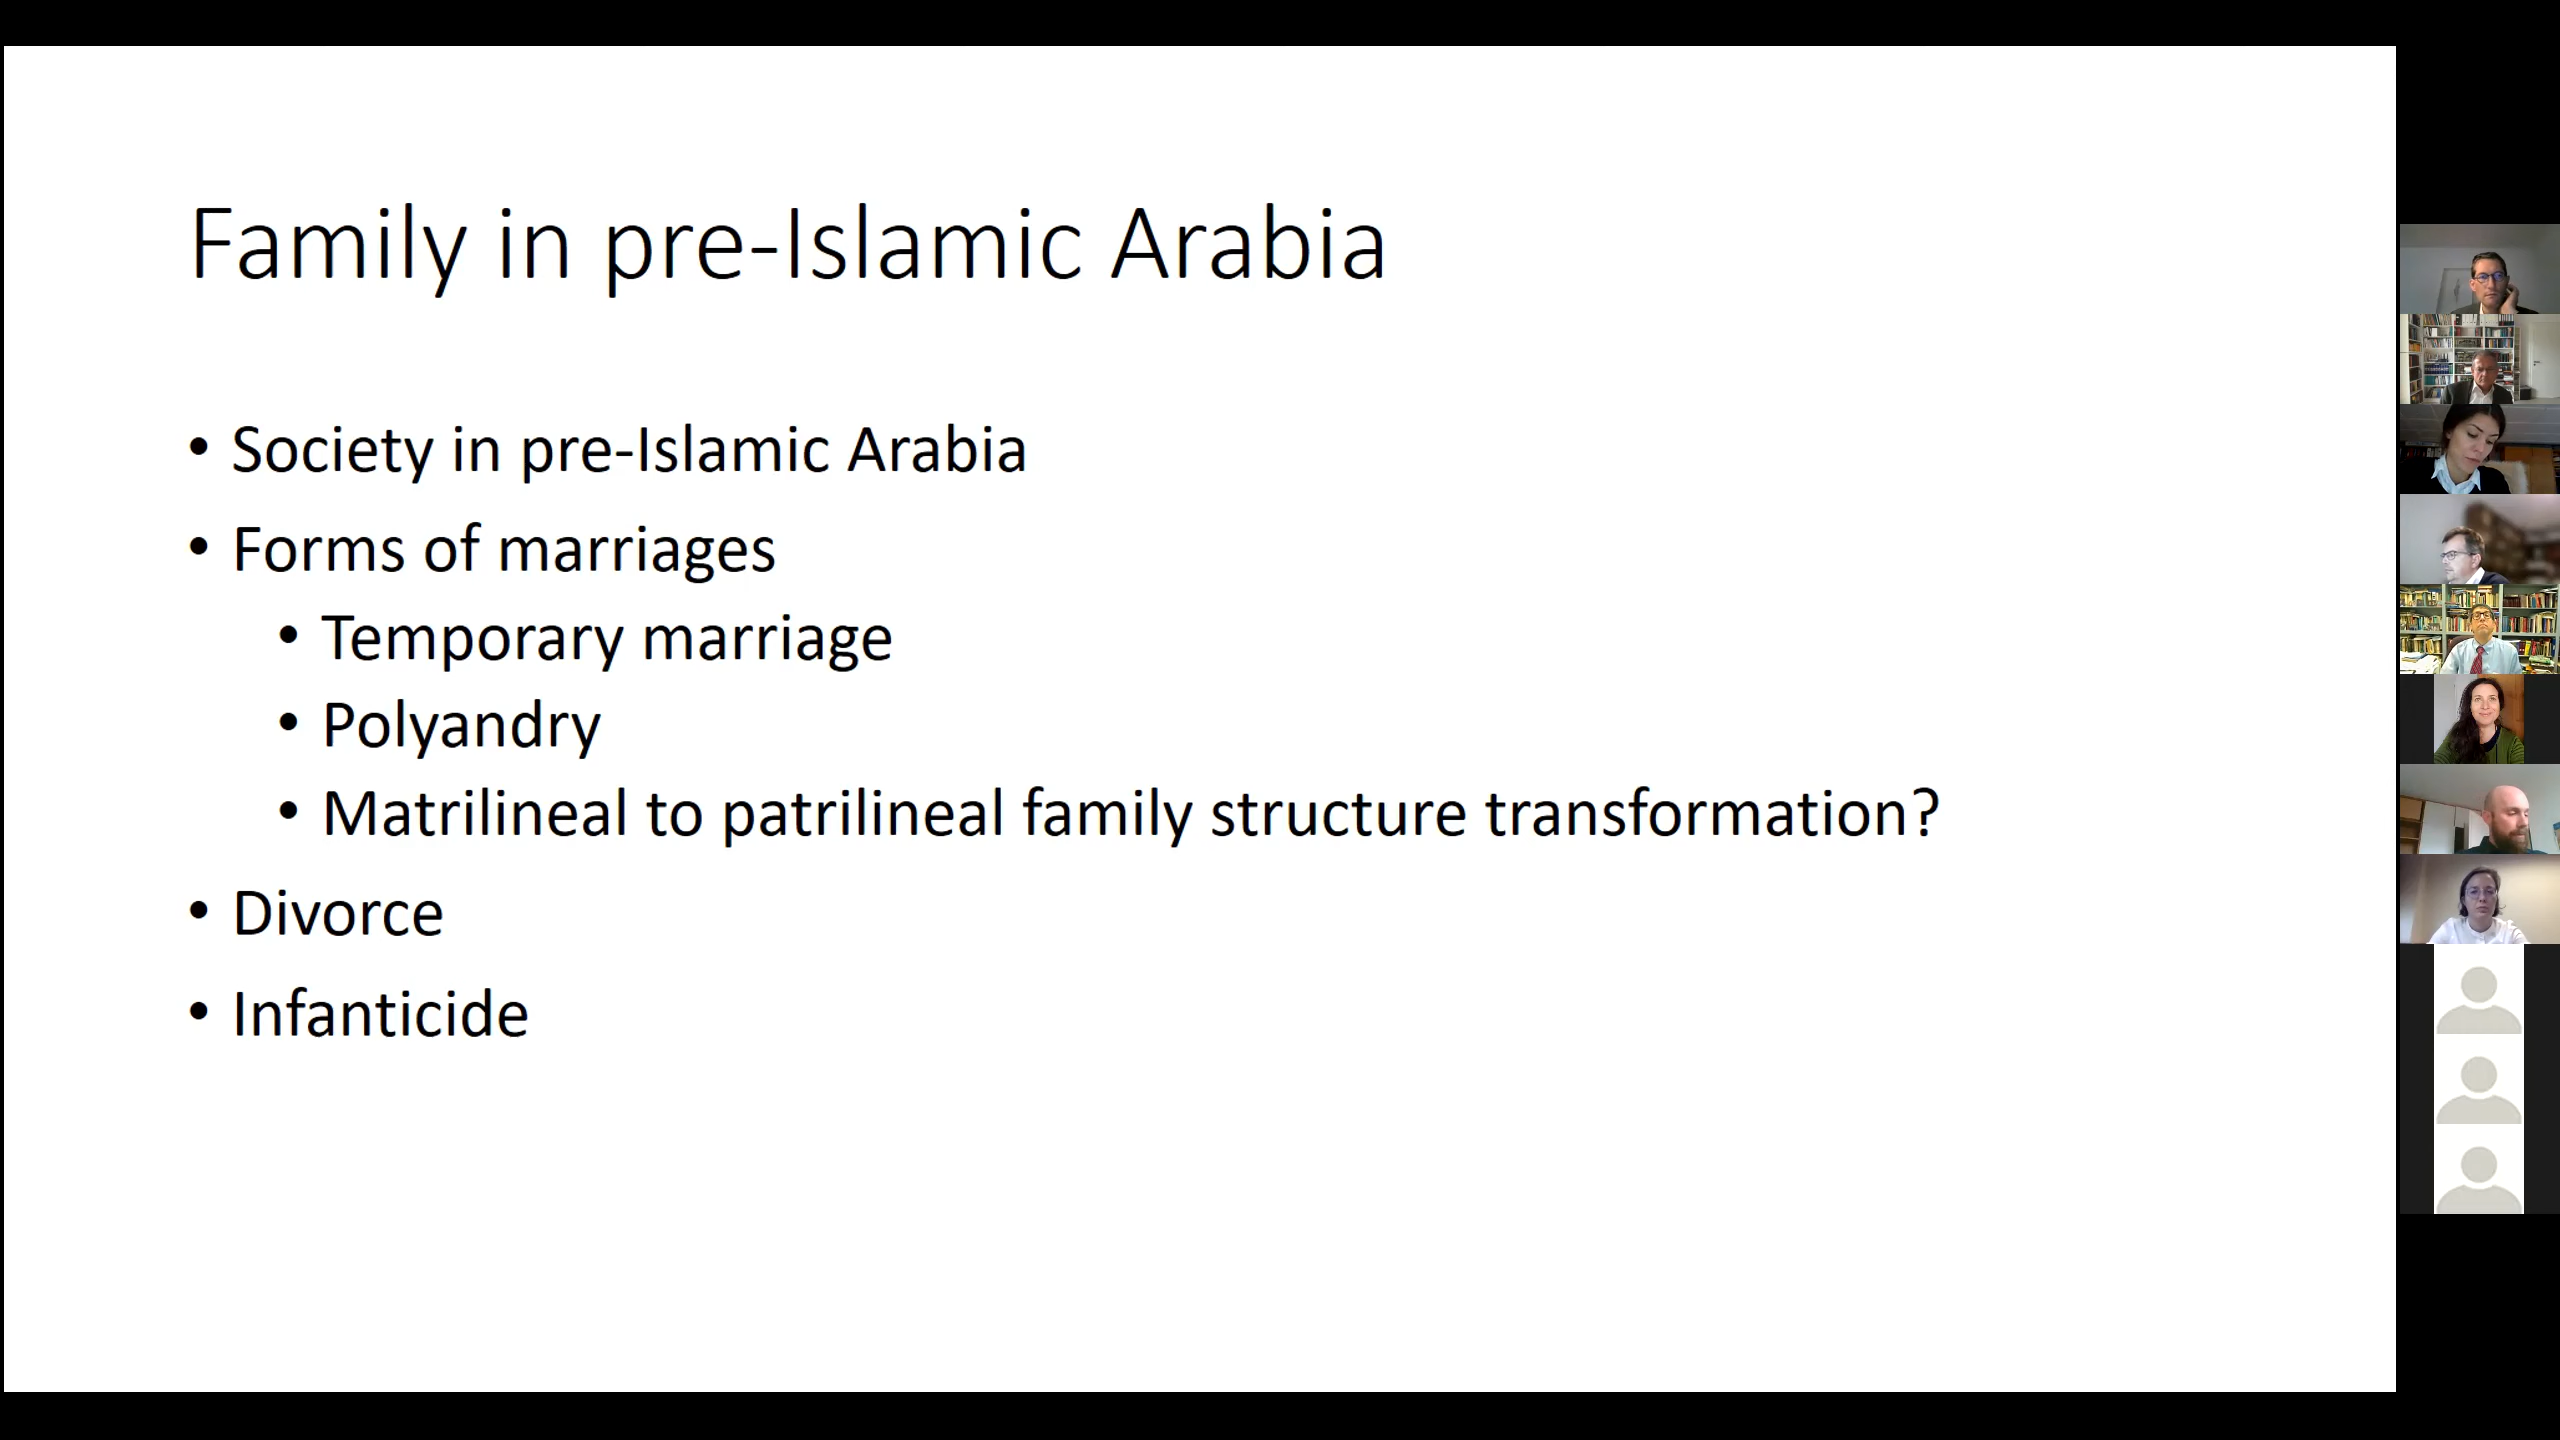 Family in pre-Islamic Arabia
• Society in pre-Islamic Arabia
• Forms of marriages
• Temporary marriage
• Polyandry
• Matrilineal to patrilineal family structure transformation?
• Divorce
• Infanticide